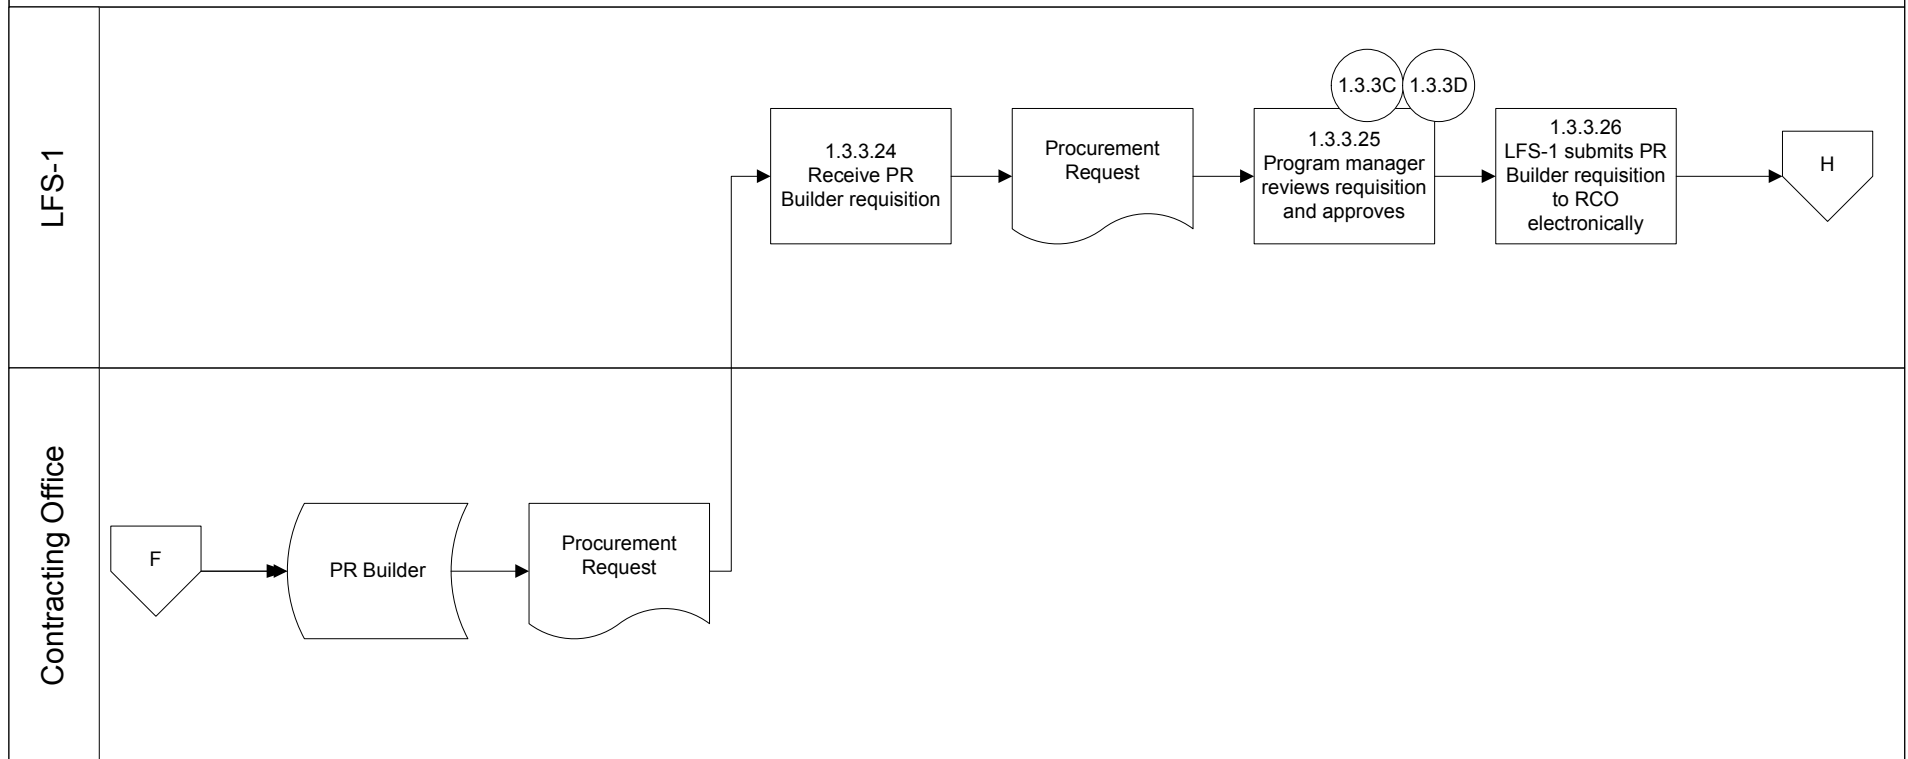 LFS-1
1.3.3C
1.3.3D
1.3.3.24
Receive PR
Builder requisition
Procurement
Request
1.3.3.25
Program manager
reviews requisition
and approves
1.3.3.26
LFS-1 submits PR
Builder requisition
to RCO
electronically
H
Contracting Office
F
PR Builder
Procurement
Request